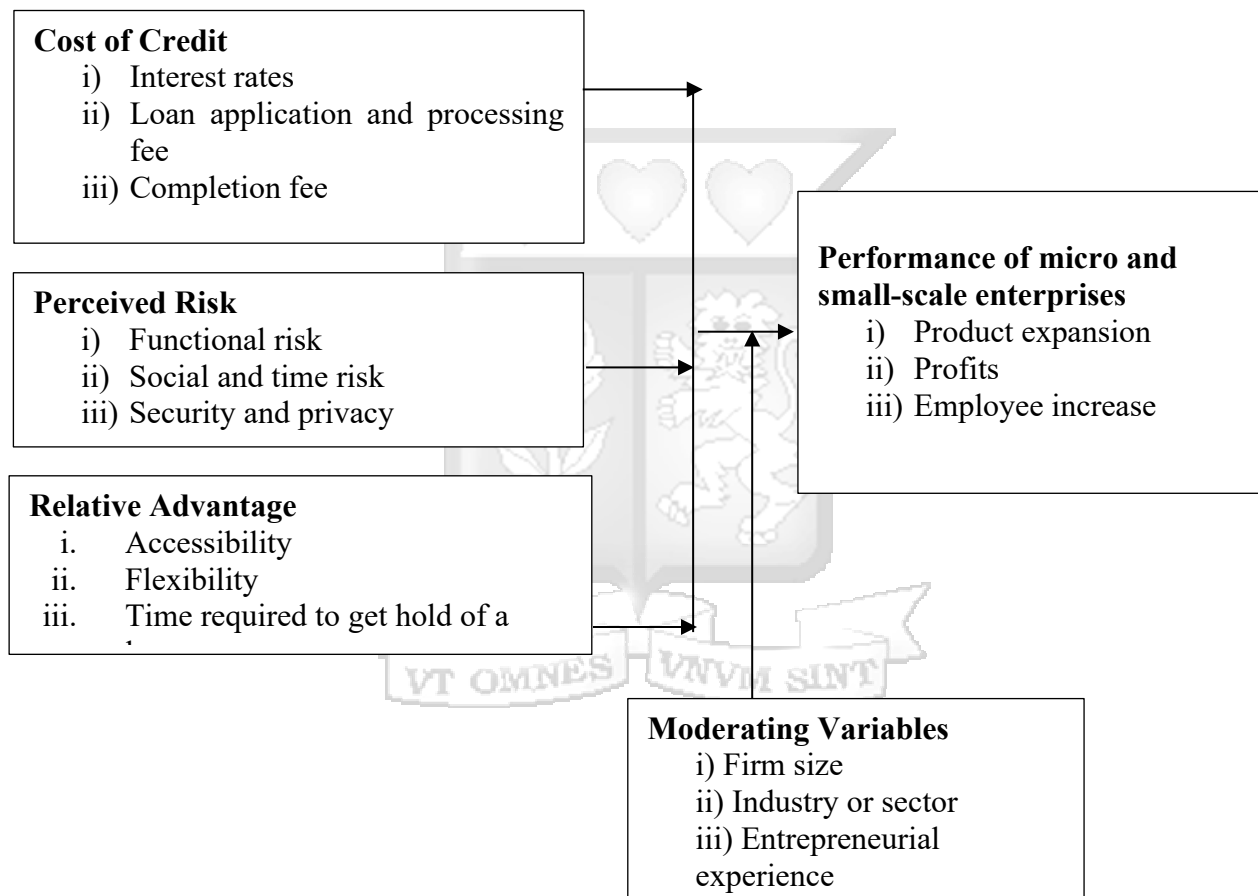 Cost of Credit
i) Interest rates
ii) Loan application and processing
fee
iii) Completion fee
Perceived Risk
i) Functional risk
ii) Social and time risk
iii) Security and privacy
Relative Advantage
i. Accessibility
ii. Flexibility
iii. Time required to get hold of a
Performance of micro and
small-scale enterprises
i) Product expansion
ii) Profits
iii) Employee increase
VT OMNES VNVM SINT
Moderating Variables
i) Firm size
ii) Industry or sector
iii) Entrepreneurial
experience